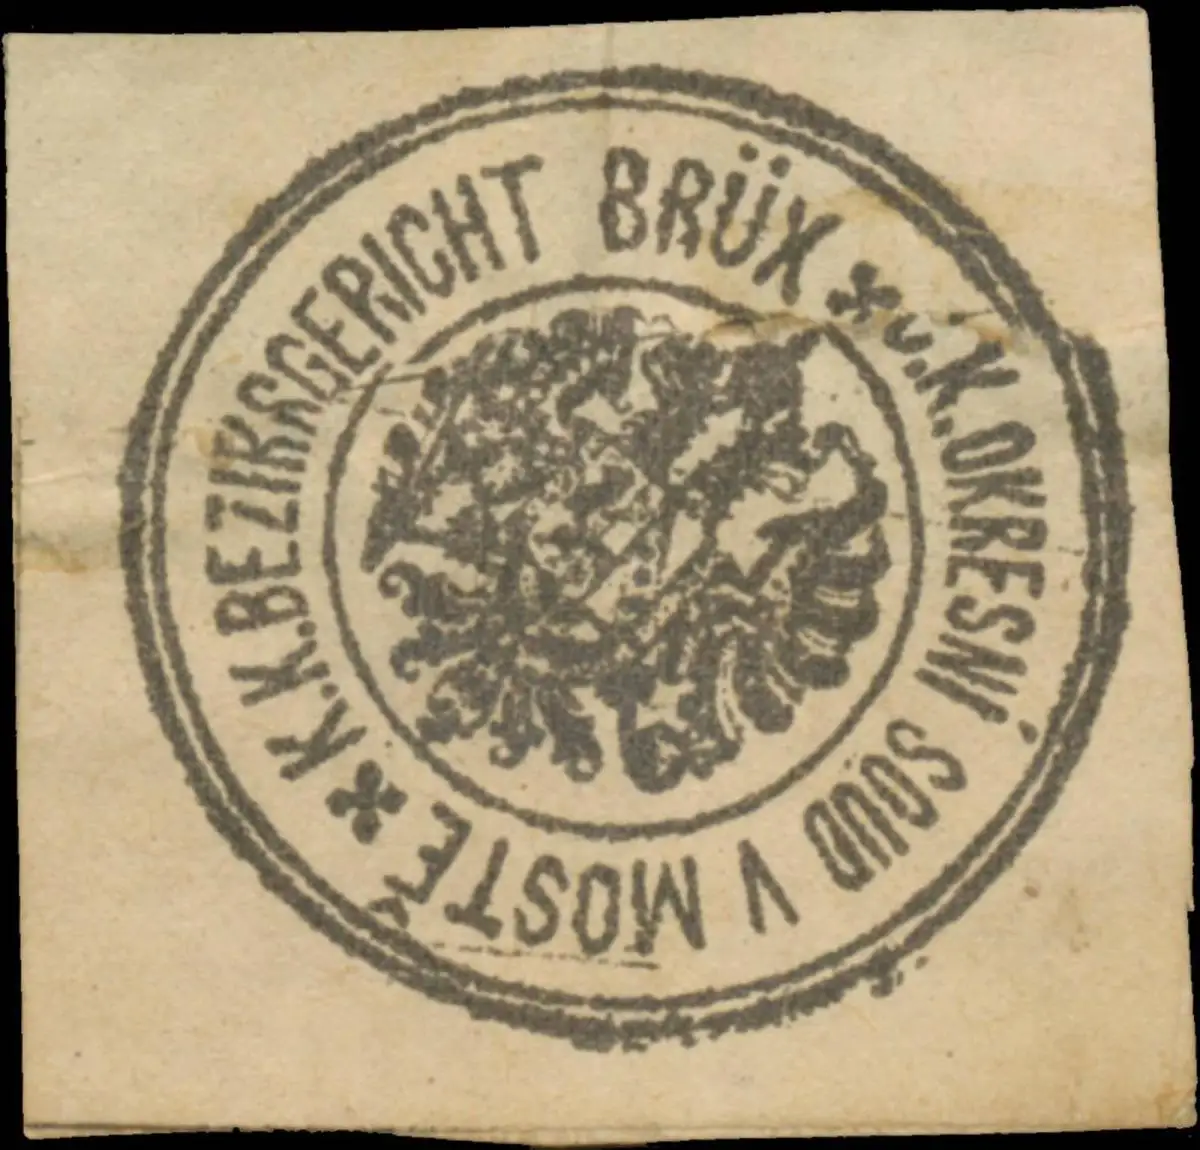 K.K.BEZIRKSGERICHT BRÜX
C.K.OKRESNÍ SOUD V MOSTĚ